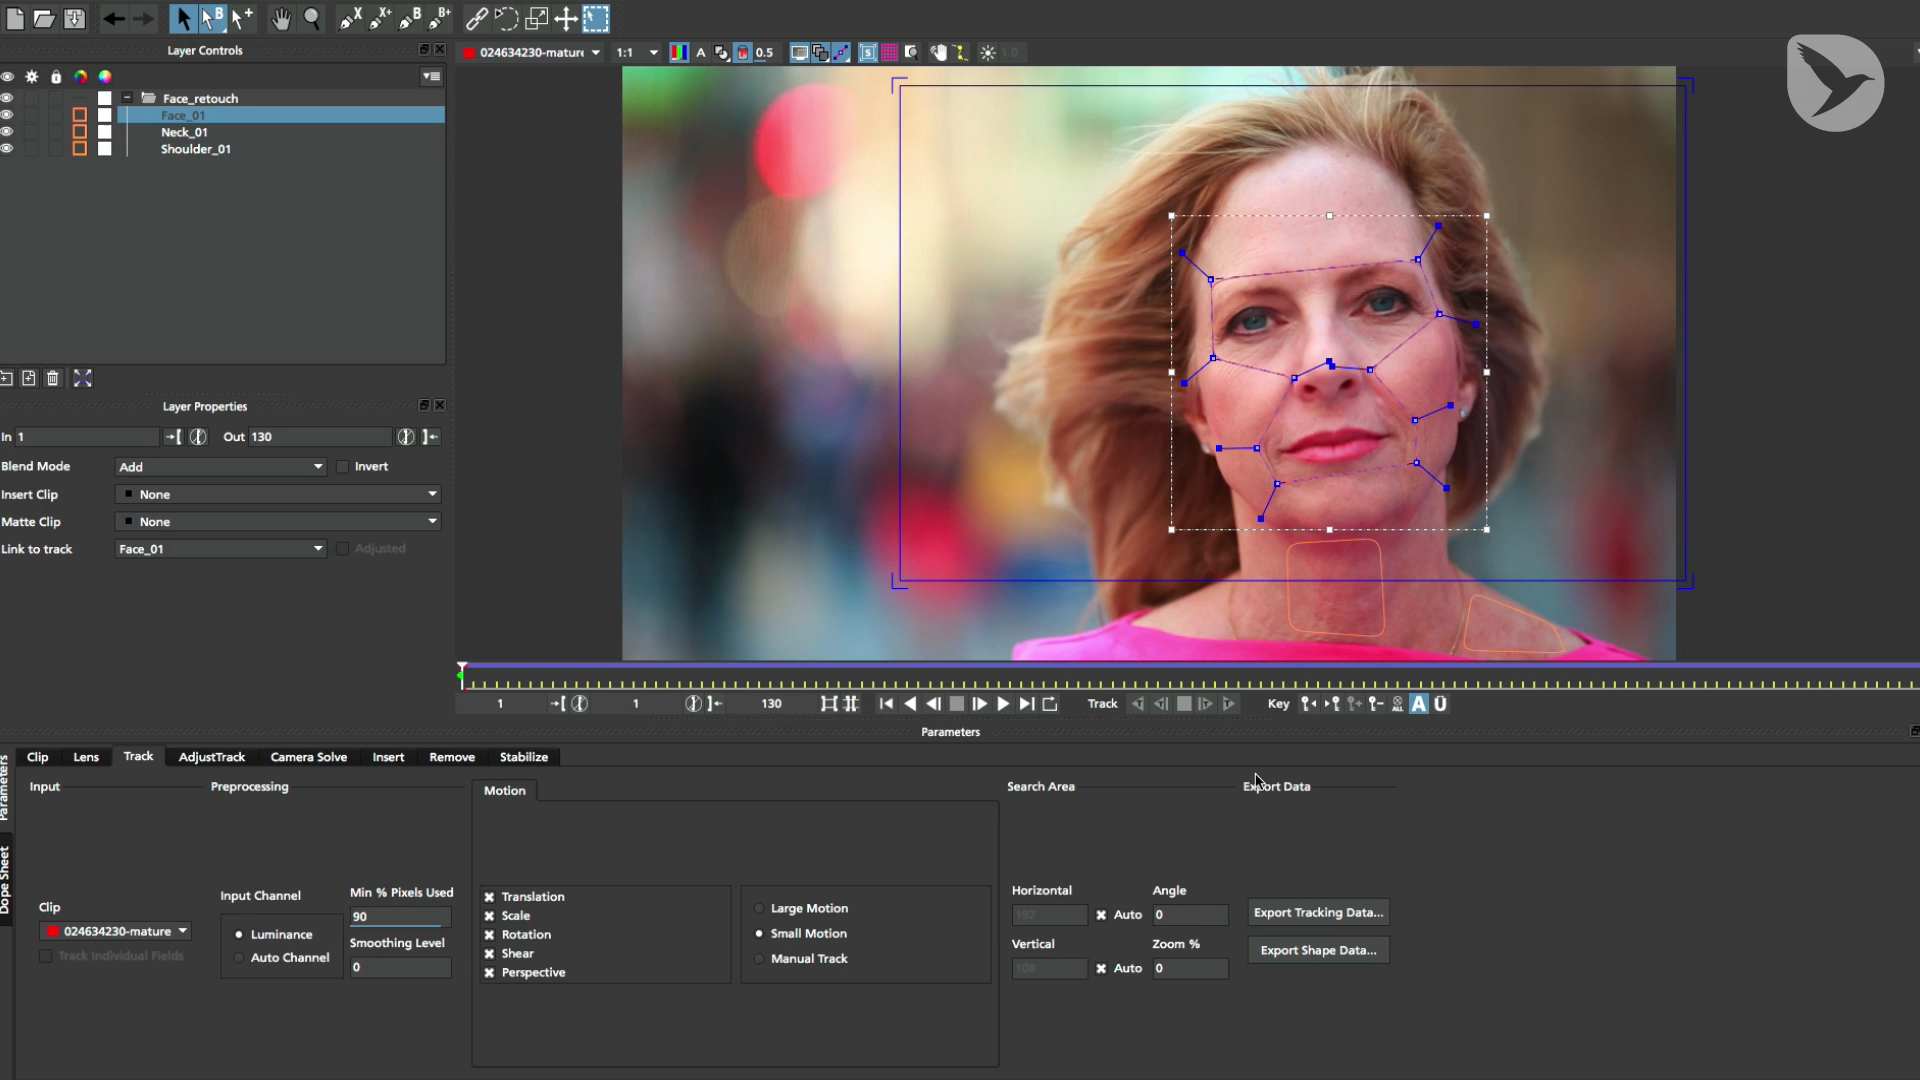 Layer Controls
024634230-mature
1:1
A
0.5
1.0
Face_retouch
Face_01
Neck_01
Shoulder_01
Layer Properties
In 1
Out 130
Blend Mode
Add
Invert
Insert Clip
None
Matte Clip
None
Link to track
Face_01
Adjusted
1
1
130
Track
Key
ALL
A
Ü
Parameters
Parameters
Dope Sheet
Clip
Lens
Track
AdjustTrack
Camera Solve
Insert
Remove
Stabilize
Input
Preprocessing
Motion
Search Area
Export Data
Clip
024634230-mature
Track Individual Fields
Input Channel
Luminance
Auto Channel
Min % Pixels Used
90
Smoothing Level
0
Translation
Scale
Rotation
Shear
Perspective
Large Motion
Small Motion
Manual Track
Horizontal
192
Auto
Angle
0
Vertical
108
Auto
Zoom %
0
Export Tracking Data...
Export Shape Data...